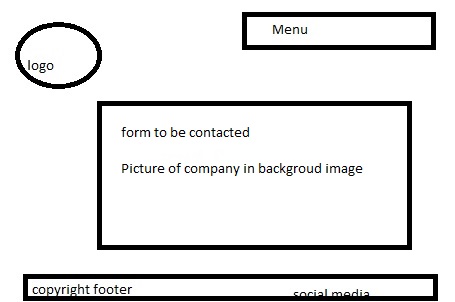 Menu
logo
form to be contacted
Picture of company in backgroud image
copyright footer
social media